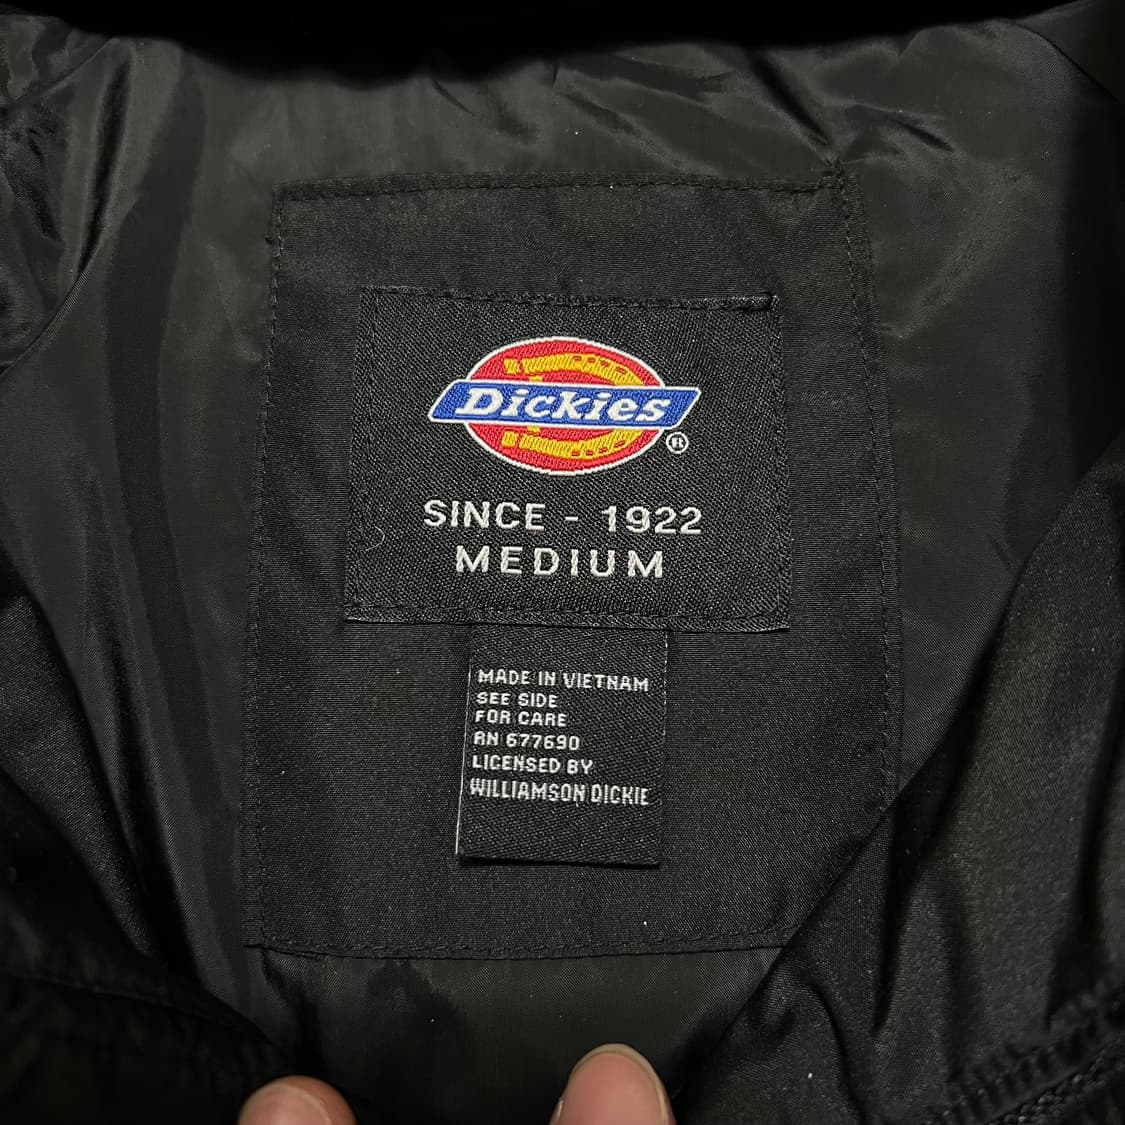 Dickies®
SINCE - 1922
MEDIUM
MADE IN VIETNAM
SEE SIDE
FOR CARE
RN 677690
LICENSED BY
WILLIAMSON DICKIE